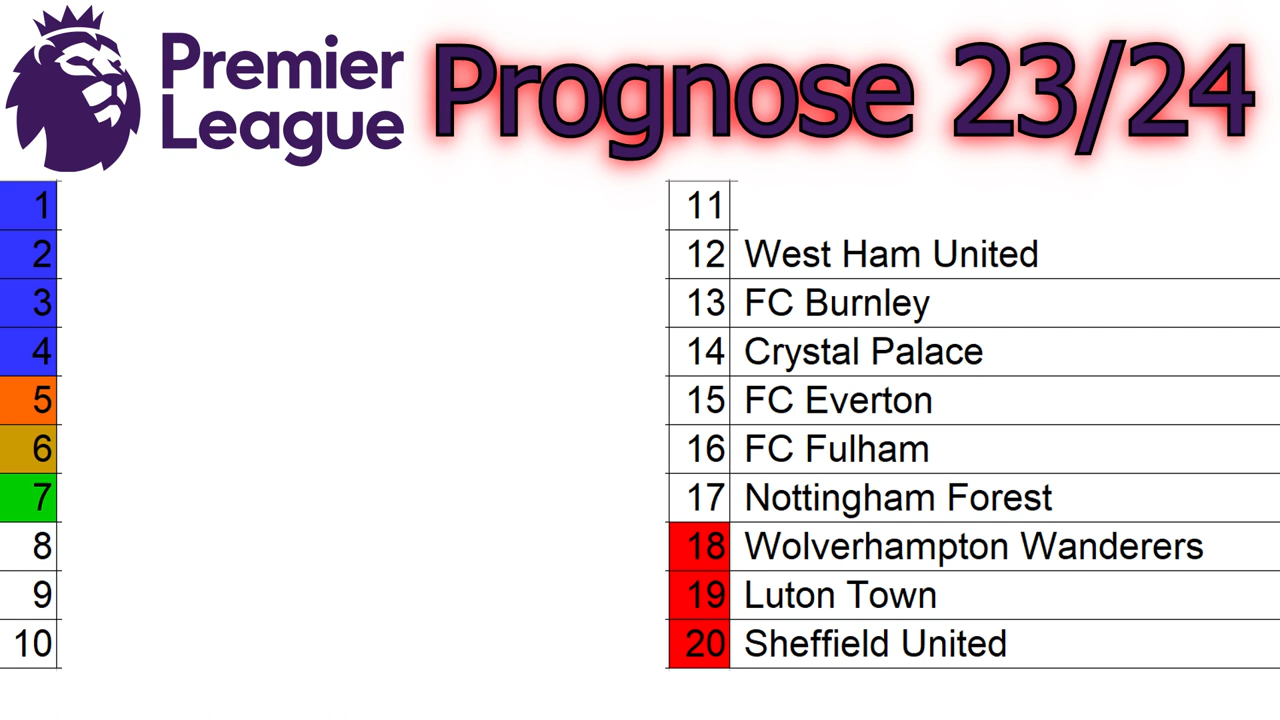 Premier League
Prognose 23/24
1
2
3
4
5
6
7
8
9
10
11
12 West Ham United
13 FC Burnley
14 Crystal Palace
15 FC Everton
16 FC Fulham
17 Nottingham Forest
18 Wolverhampton Wanderers
19 Luton Town
20 Sheffield United